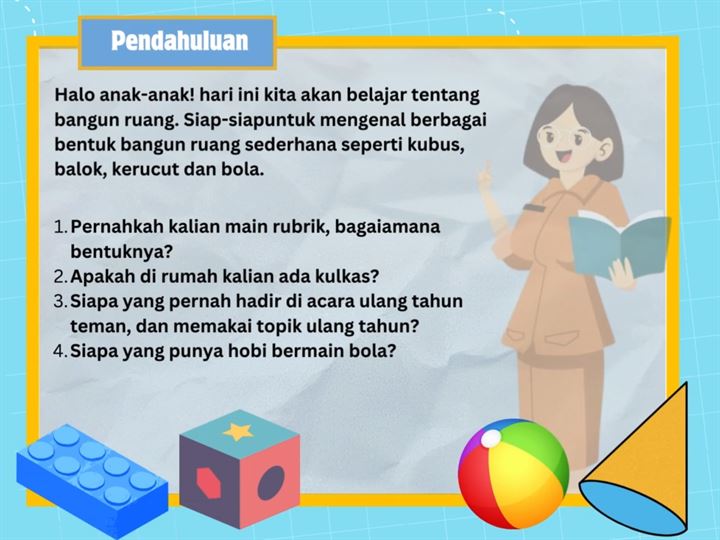 Pendahuluan
Halo anak-anak! hari ini kita akan belajar tentang
bangun ruang. Siap-siapuntuk mengenal berbagai
bentuk bangun ruang sederhana seperti kubus,
balok, kerucut dan bola.
1. Pernahkah kalian main rubrik, bagaiamana
bentuknya?
2. Apakah di rumah kalian ada kulkas?
3. Siapa yang pernah hadir di acara ulang tahun
teman, dan memakai topik ulang tahun?
4. Siapa yang punya hobi bermain bola?